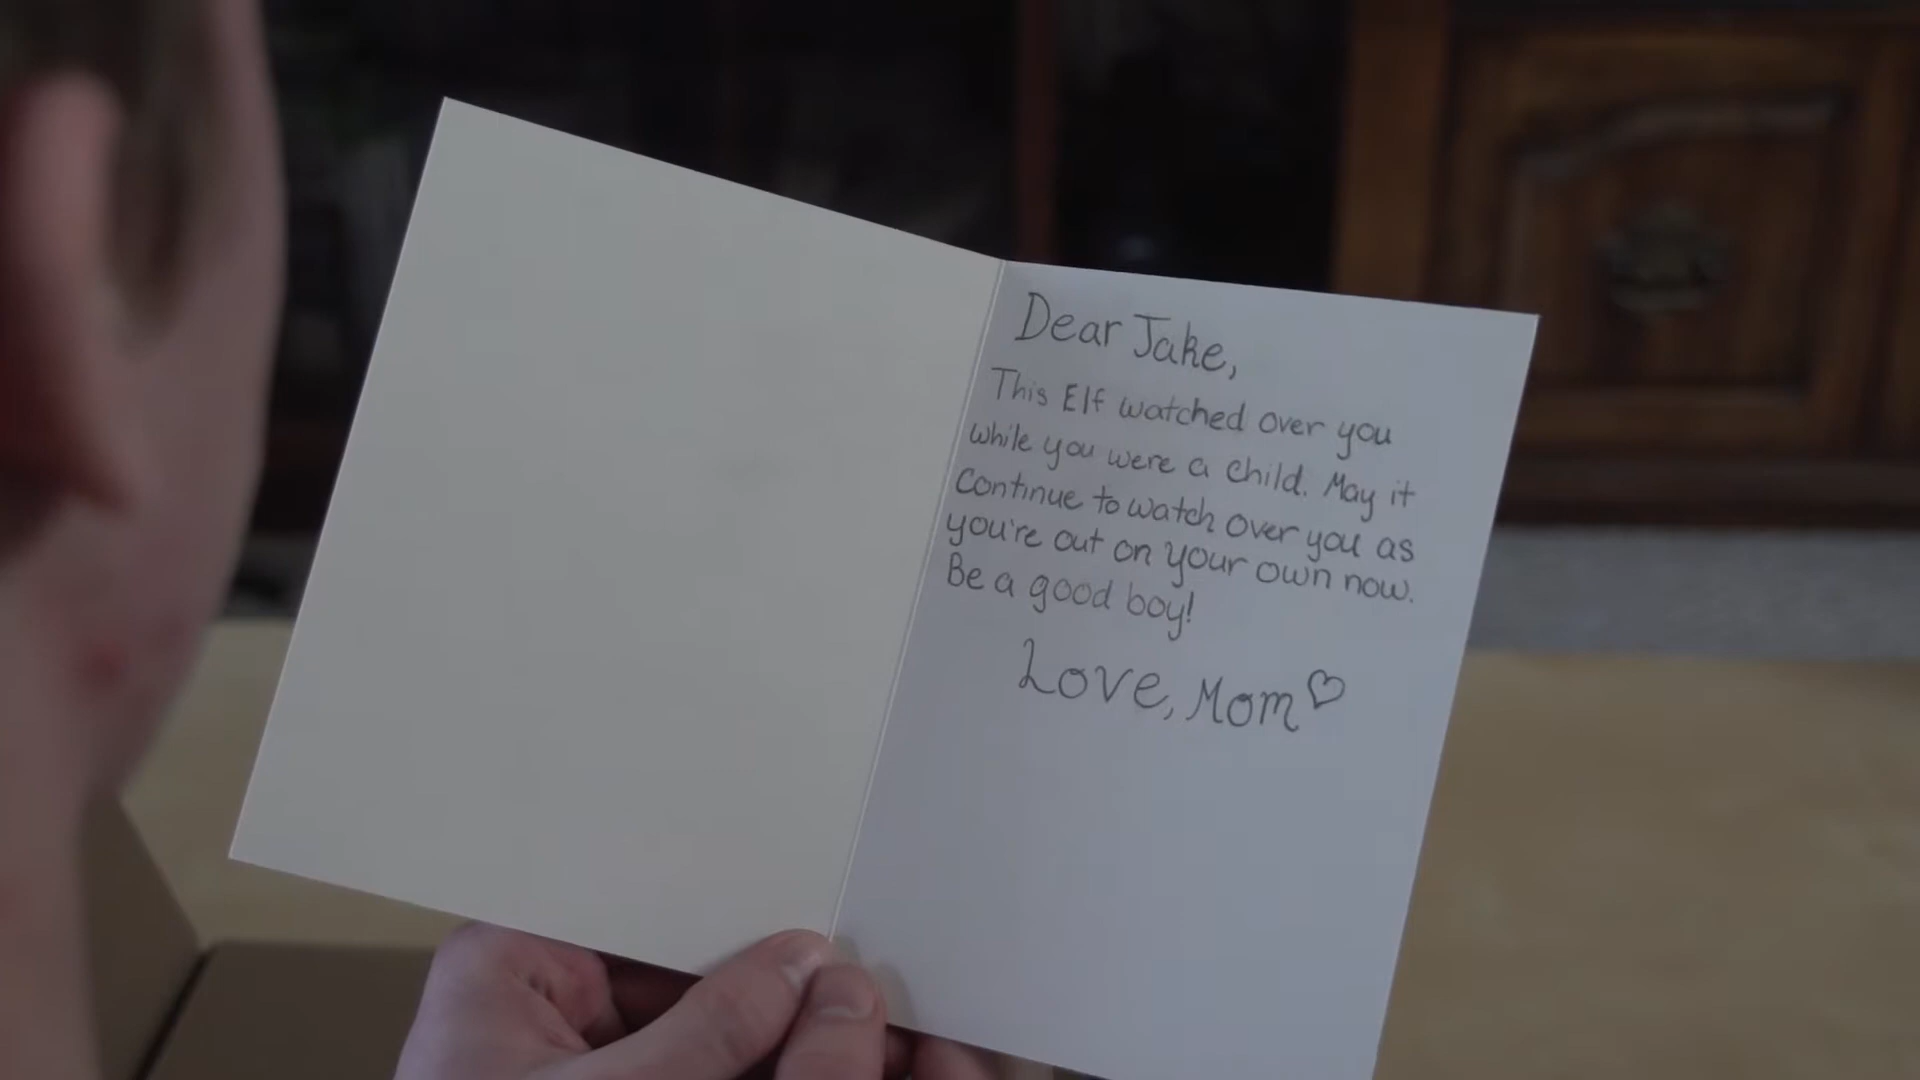 Dear Jake,
This Elf watched over you
while you were a child. May it
Continue to watch over you as
you're out on your own now.
Be a good boy!
Love, Mom♡